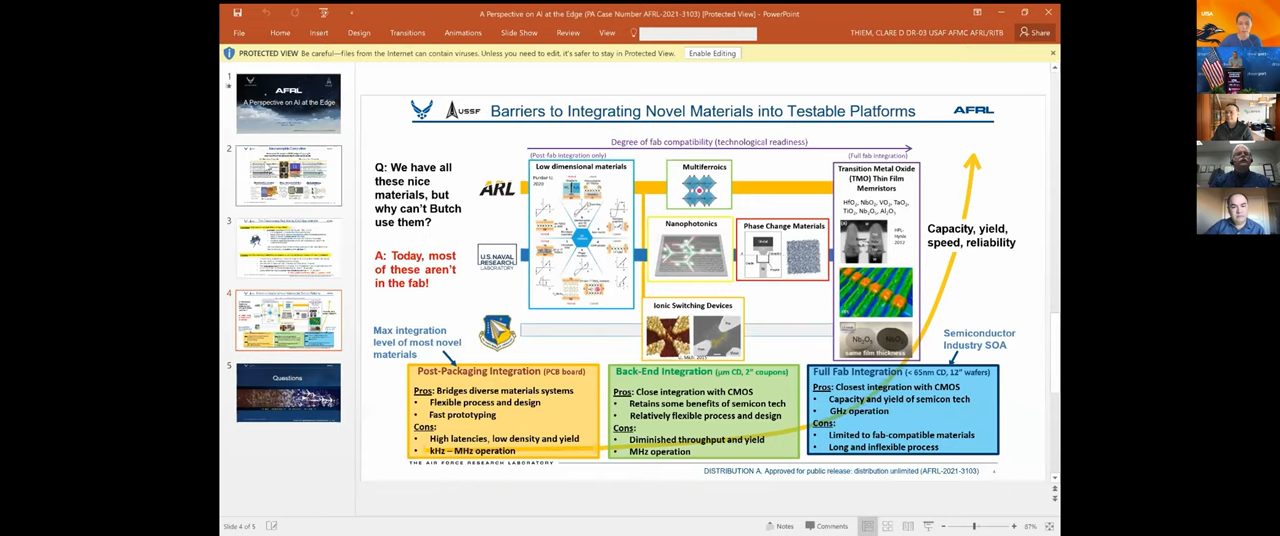 A Perspective on AI at the Edge (PA Case Number AFRL-2021-3103) [Protected View] - PowerPoint
File Home Insert Design Transitions Animations Slide Show Review View
THIEM, CLARE D DR-03 USAF AFMC AFRL/RITB
Share
PROTECTED VIEW Be careful—files from the Internet can contain viruses. Unless you need to edit, it's safer to stay in Protected View.
Enable Editing
1
AFRL
A Perspective on AI at the Edge
2
3
4
5
Questions
USSF
Barriers to Integrating Novel Materials into Testable Platforms
AFRL
Degree of fab compatibility (technological readiness)
(Post fab integration only)
(Full fab integration)
Q: We have all
these nice
materials, but
why can't Butch
use them?
A: Today, most
of these aren't
in the fab!
ARL
U.S. NAVAL
RESEARCH
LABORATORY
Low dimensional materials
Multiferroics
Nanophotonics
Phase Change Materials
Ionic Switching Devices
Transition Metal Oxide
(TMO) Thin Film
Memristors
HfO₂, NbO₂, VO₂, TaO₂,
TiO₂, Nb₂O₅, Al₂O₃
Nb₂O₅
same film thickness
Capacity, yield,
speed, reliability
Max integration
level of most novel
materials
Semiconductor
Industry SOA
Post-Packaging Integration (PCB board)
Pros: Bridges diverse materials systems
• Flexible process and design
• Fast prototyping
Cons:
• High latencies, low density and yield
• kHz – MHz operation
Back-End Integration (µm CD, 2" coupons)
Pros: Close integration with CMOS
• Retains some benefits of semicon tech
• Relatively flexible process and design
Cons:
• Diminished throughput and yield
• MHz operation
Full Fab Integration (< 65nm CD, 12" wafers)
Pros: Closest integration with CMOS
• Capacity and yield of semicon tech
• GHz operation
Cons:
• Limited to fab-compatible materials
• Long and inflexible process
THE AIR FORCE RESEARCH LABORATORY
DISTRIBUTION A. Approved for public release: distribution unlimited (AFRL-2021-3103)
4
Slide 4 of 5
Notes Comments
87%